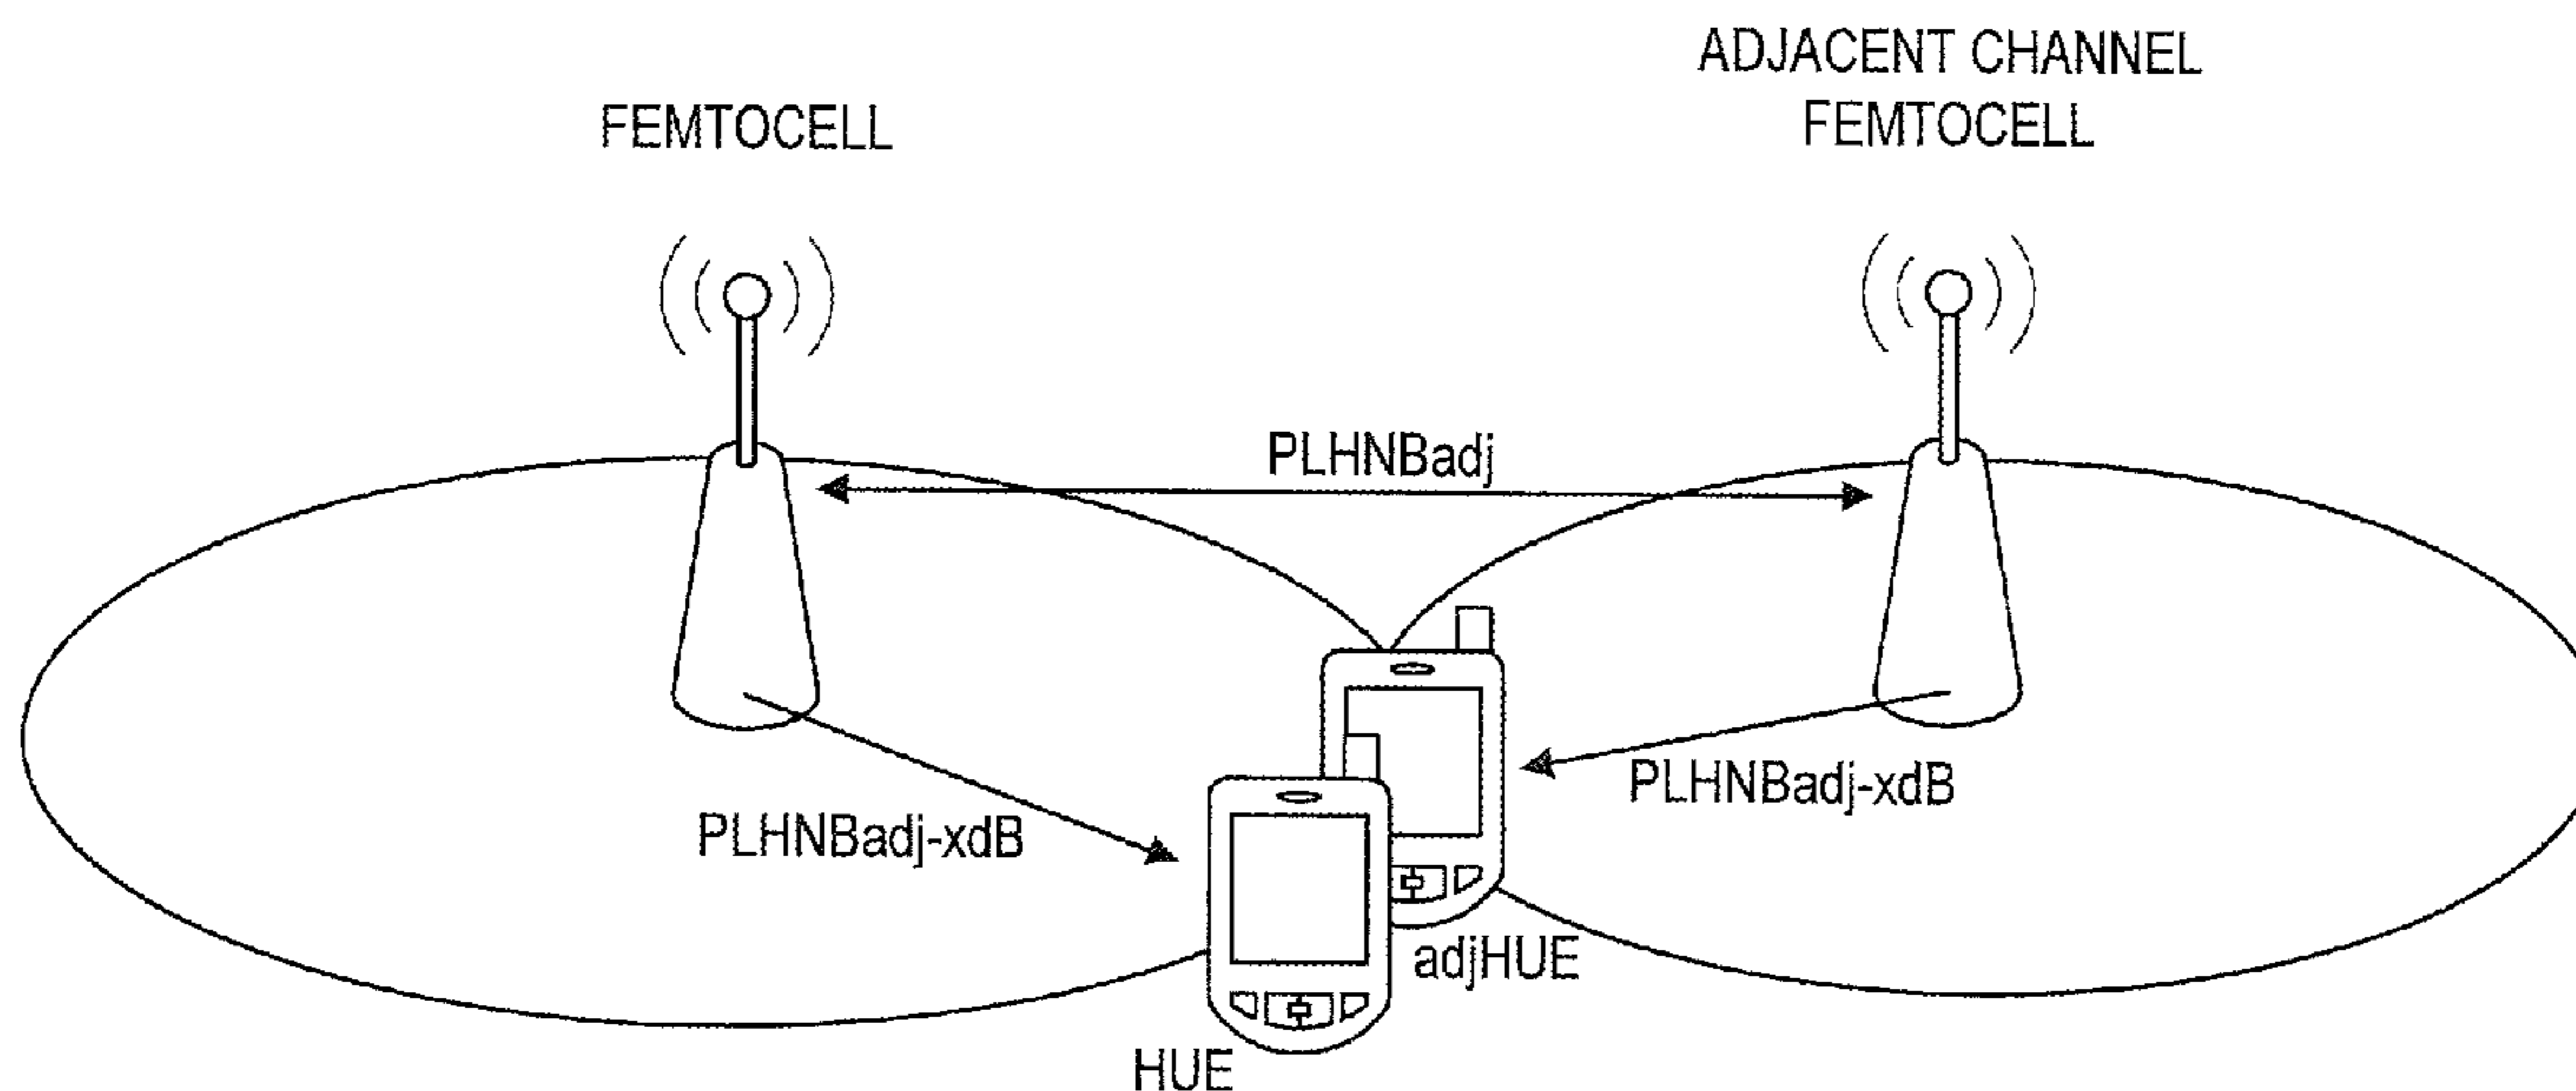 ADJACENT CHANNEL
FEMTOCELL
FEMTOCELL
PLHNBadj
PLHNBadj-xdB
PLHNBadj-xdB
adjHUE
HUE